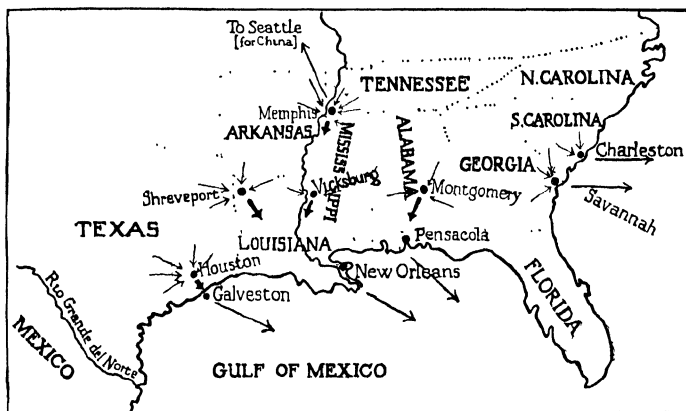 To Seattle
[for China]
TENNESSEE
N. CAROLINA
Memphis
ARKANSAS
MISSISSIPPI
ALABAMA
S. CAROLINA
Charleston
GEORGIA
Shreveport
Vicksburg
Montgomery
Savannah
TEXAS
LOUISIANA
Pensacola
Houston
New Orleans
Galveston
FLORIDA
Rio Grande del Norte
MEXICO
GULF OF MEXICO